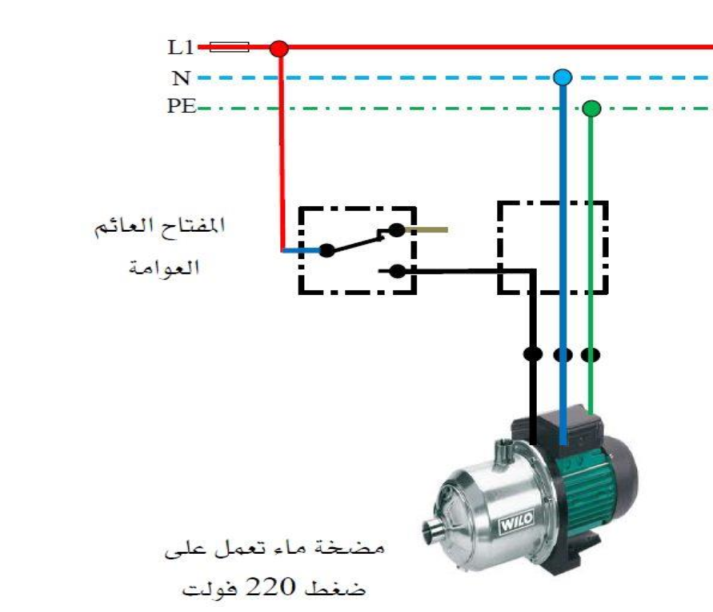 L1
N
PE
المفتاح العائم
العوامة
WILO
مضخة ماء تعمل على
ضغط 220 فولت